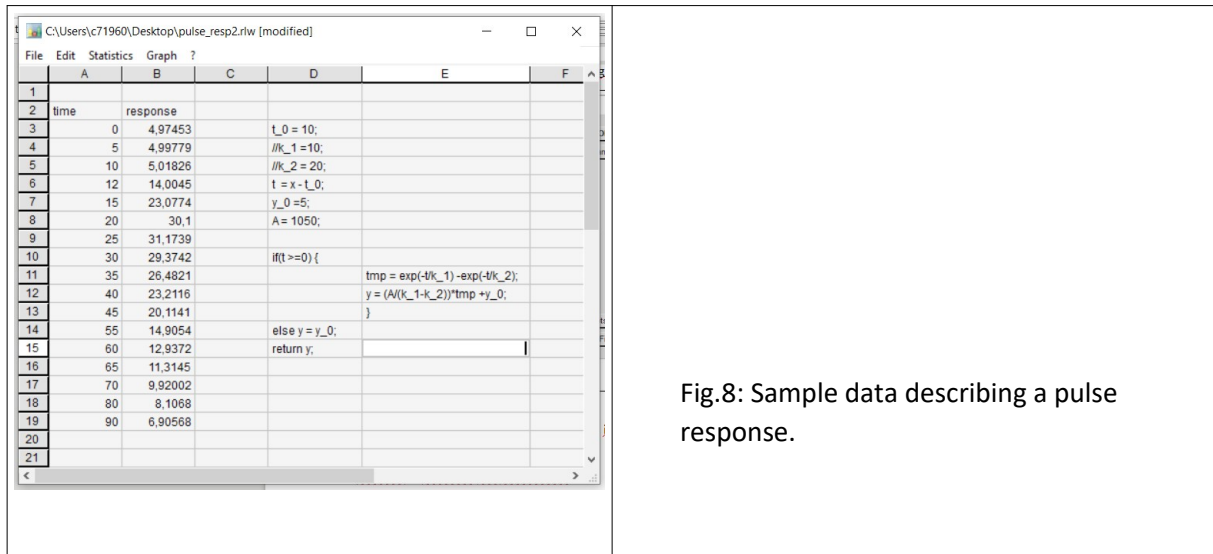 C:\Users\c71960\Desktop\pulse_resp2.rlw [modified]
File Edit Statistics Graph ?
A B C D E F
1
2 time response
3 0 4,97453 t_0 = 10;
4 5 4,99779 //k_1 =10;
5 10 5,01826 //k_2 = 20;
6 12 14,0045 t = x - t_0;
7 15 23,0774 y_0 =5;
8 20 30,1 A = 1050;
9 25 31,1739
10 30 29,3742 if(t >=0) {
11 35 26,4821 tmp = exp(-t/k_1) -exp(-t/k_2);
12 40 23,2116 y = (A/(k_1-k_2))*tmp +y_0;
13 45 20,1141 }
14 55 14,9054 else y = y_0;
15 60 12,9372 return y;
16 65 11,3145
17 70 9,92002
18 80 8,1068
19 90 6,90568
20
21
Fig.8: Sample data describing a pulse
response.